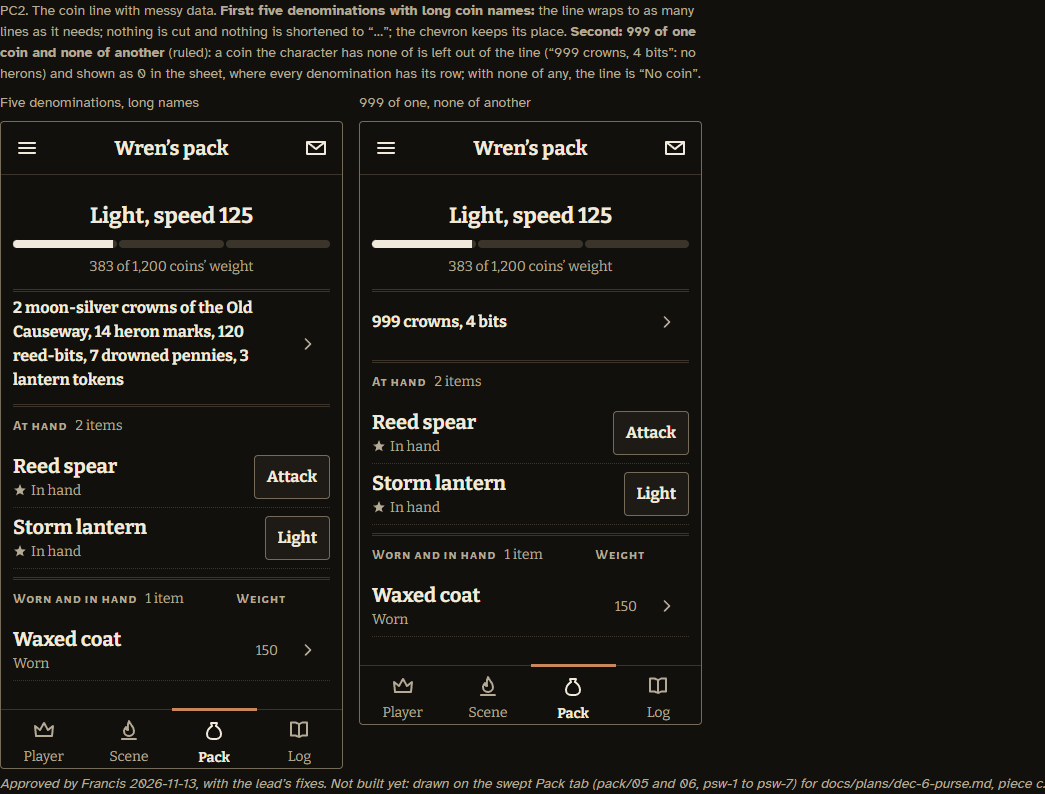 PC2. The coin line with messy data. First: five denominations with long coin names: the line wraps to as many
lines as it needs; nothing is cut and nothing is shortened to “…”; the chevron keeps its place. Second: 999 of one
coin and none of another (ruled): a coin the character has none of is left out of the line (“999 crowns, 4 bits”: no
herons) and shown as 0 in the sheet, where every denomination has its row; with none of any, the line is “No coin”.
Five denominations, long names
Wren’s pack
Light, speed 125
383 of 1,200 coins’ weight
2 moon-silver crowns of the Old
Causeway, 14 heron marks, 120
reed-bits, 7 drowned pennies, 3
lantern tokens
At hand 2 items
Reed spear
Attack
★ In hand
Storm lantern
Light
★ In hand
Worn and in hand 1 item Weight
Waxed coat
150
Worn
Player Scene Pack Log
999 of one, none of another
Wren’s pack
Light, speed 125
383 of 1,200 coins’ weight
999 crowns, 4 bits
At hand 2 items
Reed spear
Attack
★ In hand
Storm lantern
Light
★ In hand
Worn and in hand 1 item Weight
Waxed coat
150
Worn
Player Scene Pack Log
Approved by Francis 2026-11-13, with the lead’s fixes. Not built yet: drawn on the swept Pack tab (pack/05 and 06, psw-1 to psw-7) for docs/plans/dec-6-purse.md, piece c.